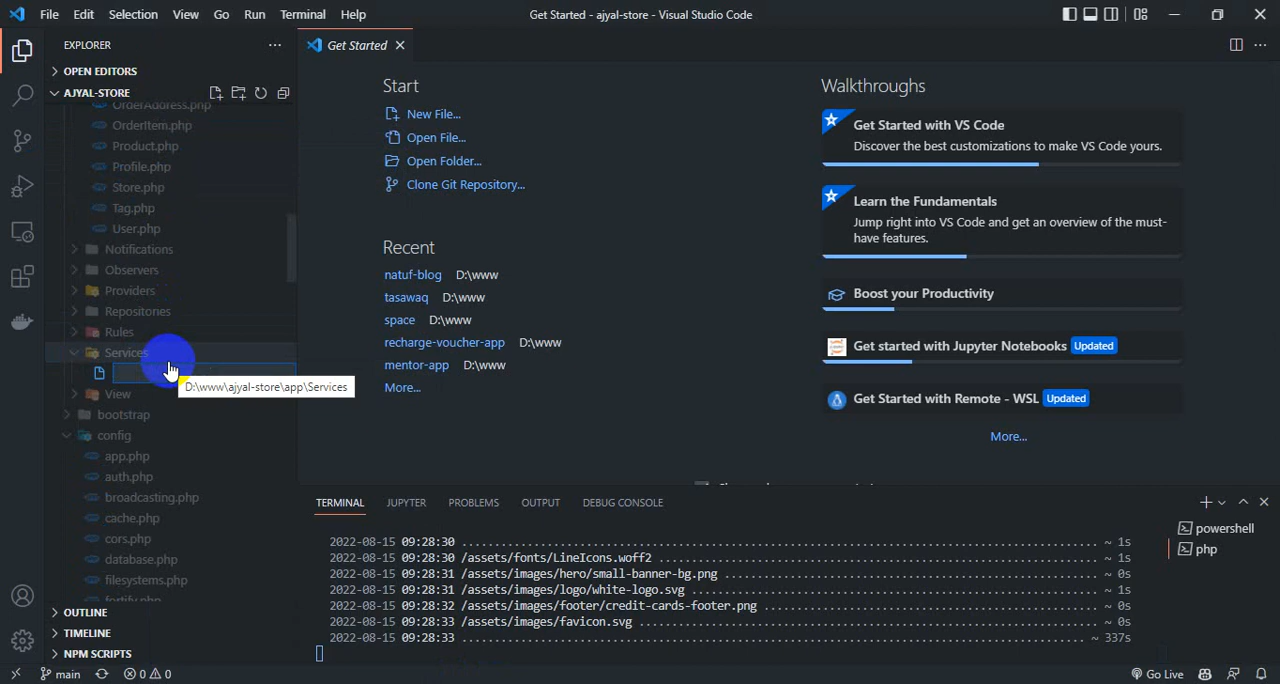 File Edit Selection View Go Run Terminal Help
Get Started - ajyal-store - Visual Studio Code
EXPLORER
OPEN EDITORS
AJYAL-STORE
OrderAddress.php
OrderItem.php
Product.php
Profile.php
Store.php
Tag.php
User.php
Notifications
Observers
Providers
Repositories
Rules
Services
D:\www\ajyal-store\app\Services
View
bootstrap
config
app.php
auth.php
broadcasting.php
cache.php
cors.php
database.php
filesystems.php
fortify.php
OUTLINE
TIMELINE
NPM SCRIPTS
Get Started
Start
New File...
Open File...
Open Folder...
Clone Git Repository...
Recent
natuf-blog D:\www
tasawaq D:\www
space D:\www
recharge-voucher-app D:\www
mentor-app D:\www
More...
Walkthroughs
Get Started with VS Code
Discover the best customizations to make VS Code yours.
Learn the Fundamentals
Jump right into VS Code and get an overview of the must-
have features.
Boost your Productivity
Get started with Jupyter Notebooks Updated
Get Started with Remote - WSL Updated
More...
TERMINAL JUPYTER PROBLEMS OUTPUT DEBUG CONSOLE
2022-08-15 09:28:30 ~ 1s
2022-08-15 09:28:30 /assets/fonts/LineIcons.woff2 ~ 1s
2022-08-15 09:28:31 /assets/images/hero/small-banner-bg.png ~ 0s
2022-08-15 09:28:31 /assets/images/logo/white-logo.svg ~ 1s
2022-08-15 09:28:32 /assets/images/footer/credit-cards-footer.png ~ 0s
2022-08-15 09:28:33 /assets/images/favicon.svg ~ 0s
2022-08-15 09:28:33 ~ 337s
powershell
php
main 0 0
Go Live